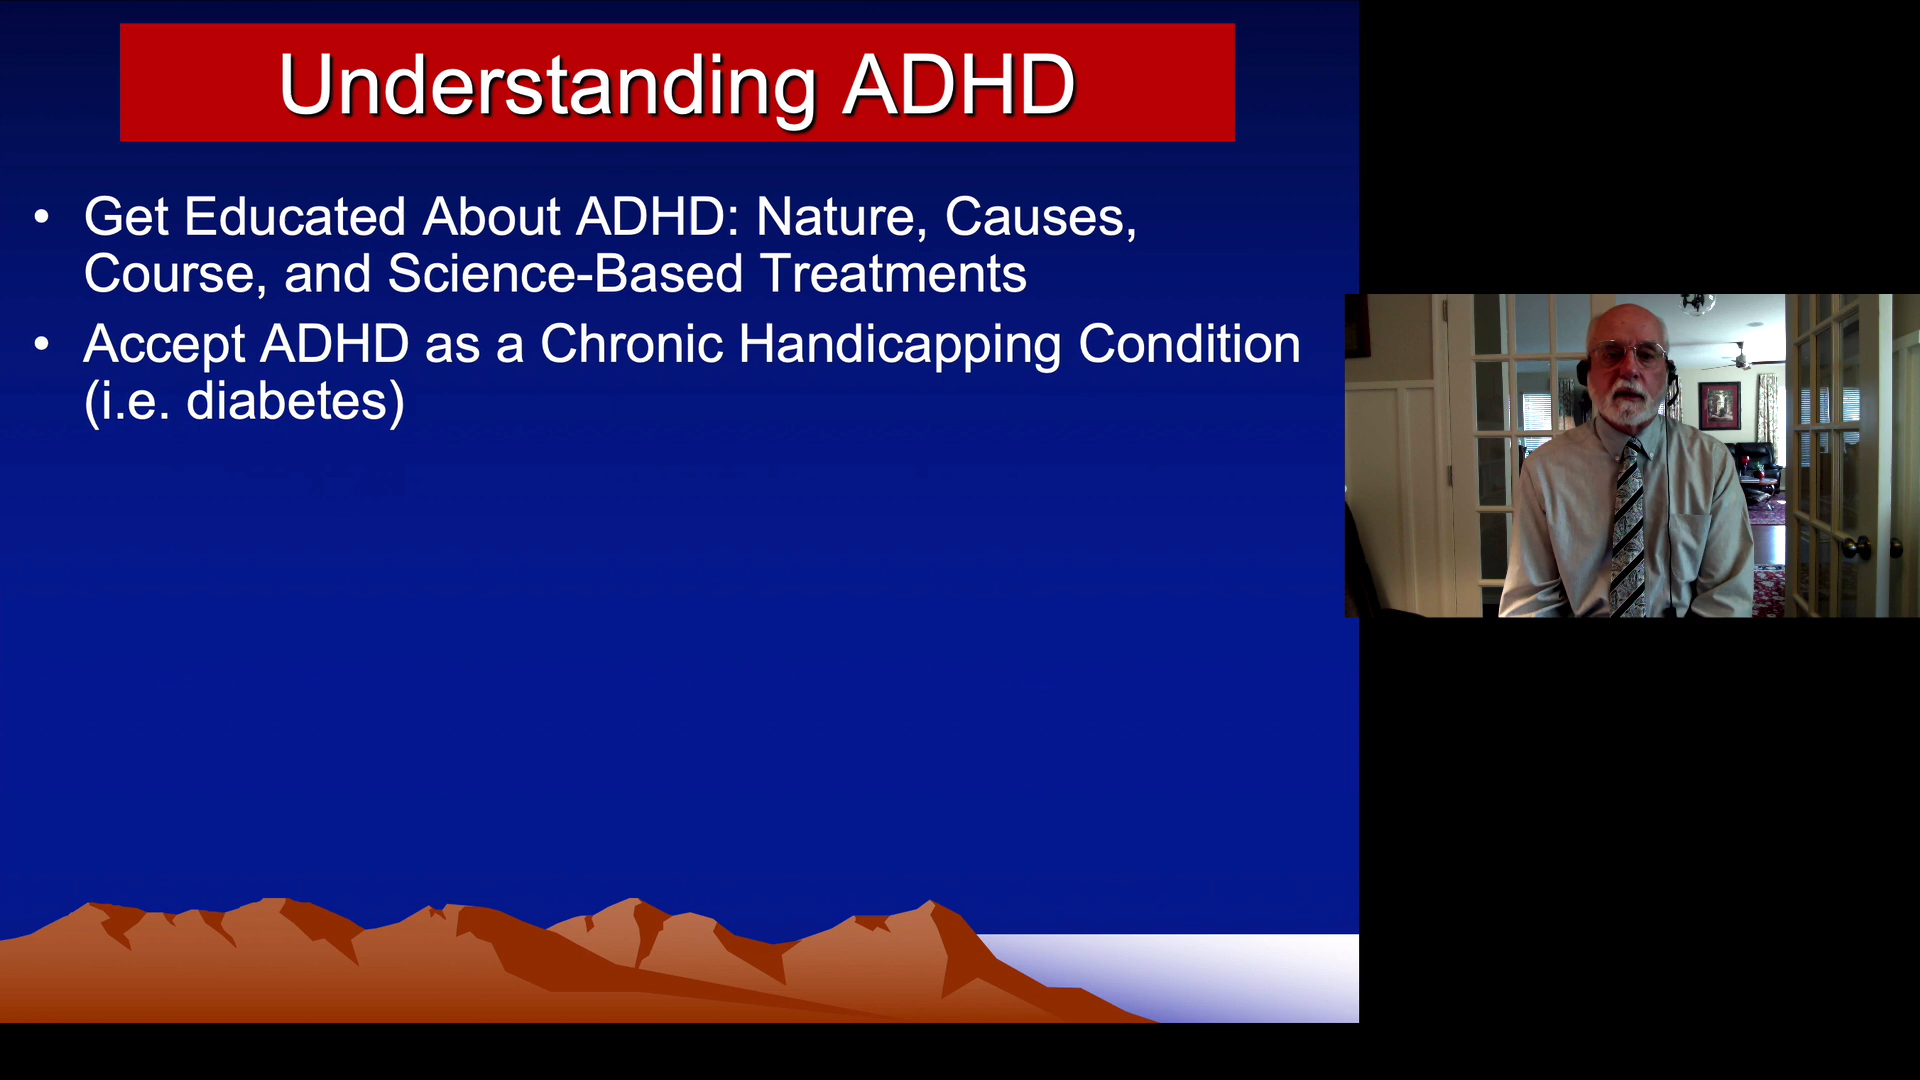 Understanding ADHD
• Get Educated About ADHD: Nature, Causes,
Course, and Science-Based Treatments
• Accept ADHD as a Chronic Handicapping Condition
(i.e. diabetes)